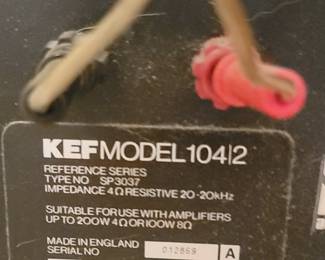 KEF MODEL 104/2
REFERENCE SERIES
TYPE NO SP3037
IMPEDANCE 4Ω RESISTIVE 20-20kHz
SUITABLE FOR USE WITH AMPLIFIERS
UP TO 200W 4Ω OR 100W 8Ω
MADE IN ENGLAND
SERIAL NO 012869 A